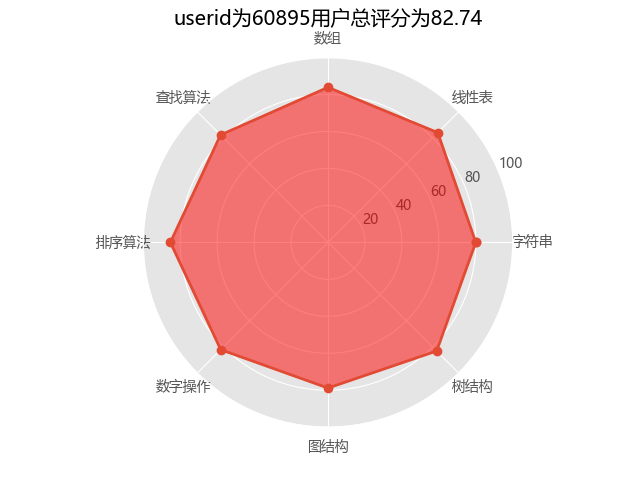 userid为60895用户总评分为82.74
数组
查找算法
线性表
100
80
60
40
20
排序算法
字符串
数字操作
树结构
图结构